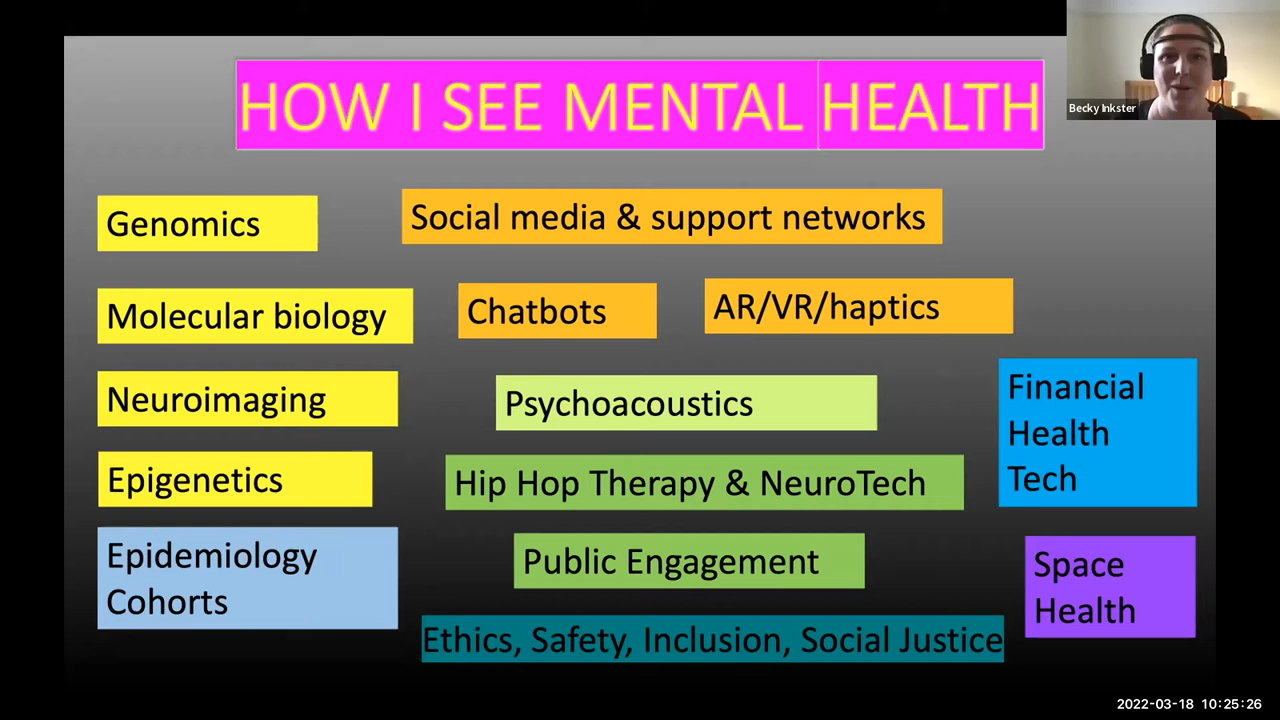 HOW I SEE MENTAL HEALTH
Becky Inkster
Genomics
Social media & support networks
Molecular biology
Chatbots
AR/VR/haptics
Neuroimaging
Psychoacoustics
Financial
Health
Tech
Epigenetics
Hip Hop Therapy & NeuroTech
Epidemiology
Cohorts
Public Engagement
Space
Health
Ethics, Safety, Inclusion, Social Justice
2022-03-18 10:25:26